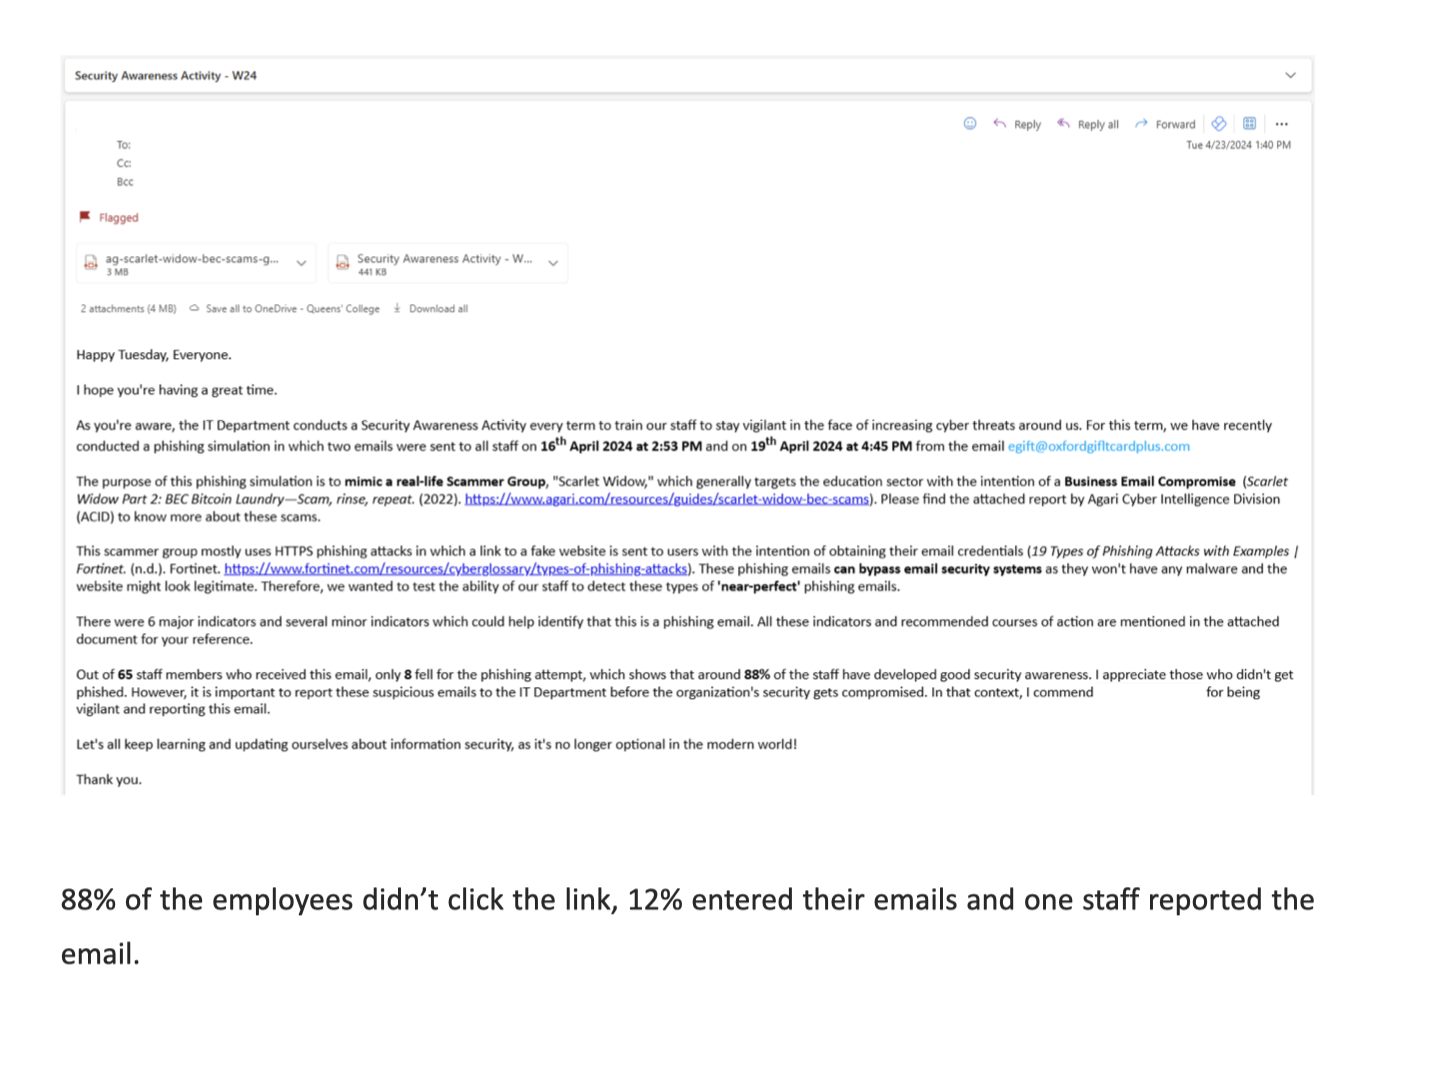 Security Awareness Activity - W24
Reply
Reply all
Forward
Tue 4/23/2024 1:40 PM
To:
Cc:
Bcc
Flagged
ag-scarlet-widow-bec-scams-g...
3 MB
Security Awareness Activity - W...
441 KB
2 attachments (4 MB) Save all to OneDrive - Queens' College Download all
Happy Tuesday, Everyone.
I hope you're having a great time.
As you're aware, the IT Department conducts a Security Awareness Activity every term to train our staff to stay vigilant in the face of increasing cyber threats around us. For this term, we have recently
conducted a phishing simulation in which two emails were sent to all staff on 16th April 2024 at 2:53 PM and on 19th April 2024 at 4:45 PM from the email egift@oxfordgifltcardplus.com
The purpose of this phishing simulation is to mimic a real-life Scammer Group, "Scarlet Widow," which generally targets the education sector with the intention of a Business Email Compromise (Scarlet
Widow Part 2: BEC Bitcoin Laundry—Scam, rinse, repeat. (2022). https://www.agari.com/resources/guides/scarlet-widow-bec-scams). Please find the attached report by Agari Cyber Intelligence Division
(ACID) to know more about these scams.
This scammer group mostly uses HTTPS phishing attacks in which a link to a fake website is sent to users with the intention of obtaining their email credentials (19 Types of Phishing Attacks with Examples |
Fortinet. (n.d.). Fortinet. https://www.fortinet.com/resources/cyberglossary/types-of-phishing-attacks). These phishing emails can bypass email security systems as they won't have any malware and the
website might look legitimate. Therefore, we wanted to test the ability of our staff to detect these types of 'near-perfect' phishing emails.
There were 6 major indicators and several minor indicators which could help identify that this is a phishing email. All these indicators and recommended courses of action are mentioned in the attached
document for your reference.
Out of 65 staff members who received this email, only 8 fell for the phishing attempt, which shows that around 88% of the staff have developed good security awareness. I appreciate those who didn't get
phished. However, it is important to report these suspicious emails to the IT Department before the organization's security gets compromised. In that context, I commend for being
vigilant and reporting this email.
Let's all keep learning and updating ourselves about information security, as it's no longer optional in the modern world!
Thank you.
88% of the employees didn't click the link, 12% entered their emails and one staff reported the
email.